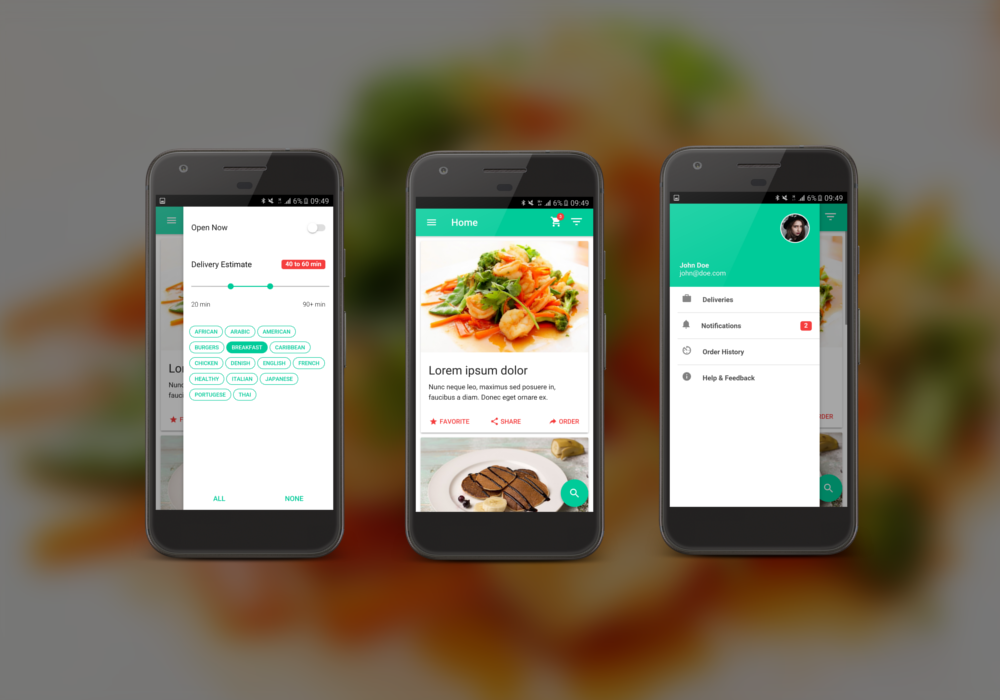 6% 09:49
Open Now
Delivery Estimate 40 to 60 min
20 min 90+ min
AFRICAN ARABIC AMERICAN
BURGERS BREAKFAST CARIBBEAN
CHICKEN DENISH ENGLISH FRENCH
HEALTHY ITALIAN JAPANESE
PORTUGESE THAI
Lo
Nunc
fauci
F
ALL NONE
6% 09:49
Home
Lorem ipsum dolor
Nunc neque leo, maximus sed posuere in,
faucibus a diam. Donec eget ornare ex.
FAVORITE SHARE ORDER
6% 09:49
John Doe
john@doe.com
Deliveries
Notifications 2
Order History
Help & Feedback
DER